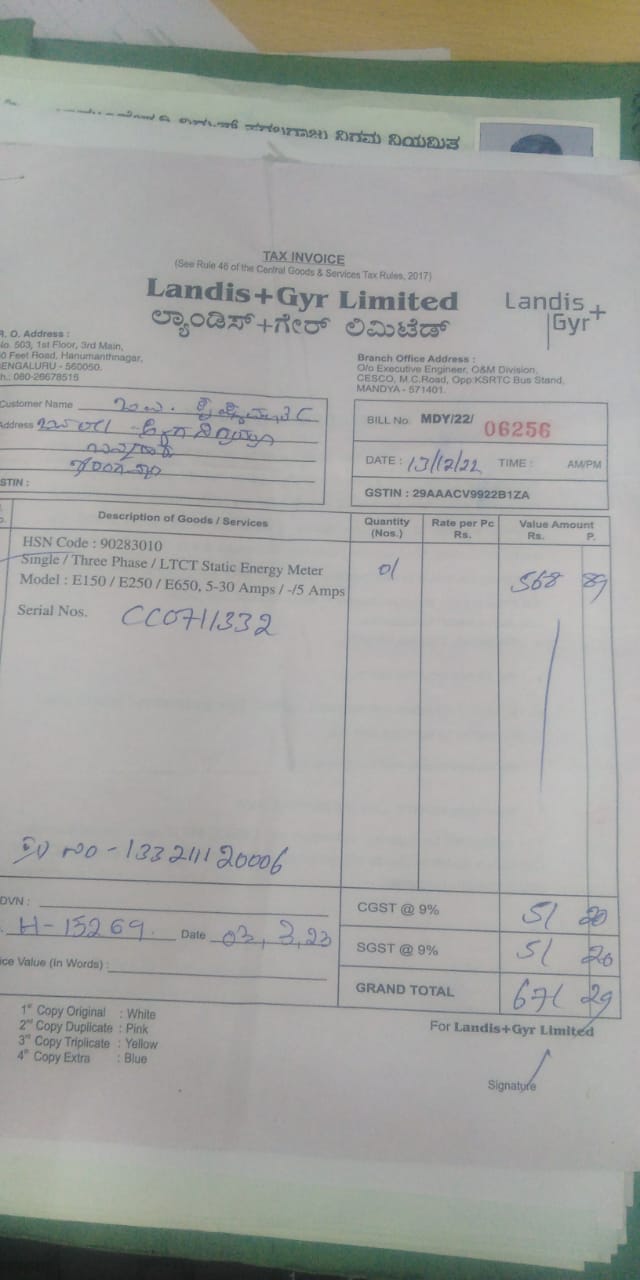 ನಿಗಮ ನಿಯಮಿತ
TAX INVOICE
(See Rule 46 of the Central Goods & Services Tax Rules, 2017)
Landis+Gyr Limited
ಲ್ಯಾಂಡಿಸ್+ಗೇರ್ ಲಿಮಿಟೆಡ್
Landis+
Gyr
R. O. Address :
No. 503, 1st Floor, 3rd Main,
0 Feet Road, Hanumanthnagar,
BENGALURU - 560050.
Ph.: 080-26678515
Branch Office Address :
O/o Executive Engineer, O&M Division,
CESCO, M.C.Road, Opp:KSRTC Bus Stand,
MANDYA - 571401.
Customer Name
Address
STIN :
BILL No. MDY/22/ 06256
DATE : 13/12/22 TIME : AM/PM
GSTIN : 29AAACV9922B1ZA
Description of Goods / Services Quantity (Nos.) Rate per Pc Rs. Value Amount Rs. P.
HSN Code : 90283010
Single / Three Phase / LTCT Static Energy Meter 01 568 89
Model : E150 / E250 / E650, 5-30 Amps / -/5 Amps
Serial Nos. CC0711332
NO - 133211120006
DVN :
CGST @ 9% 51 20
H-15269 Date 03, 3, 23
SGST @ 9% 51 20
ice Value (In Words) :
GRAND TOTAL 671 29
1st Copy Original : White
2nd Copy Duplicate : Pink
3rd Copy Triplicate : Yellow
4th Copy Extra : Blue
For Landis+Gyr Limited
Signature